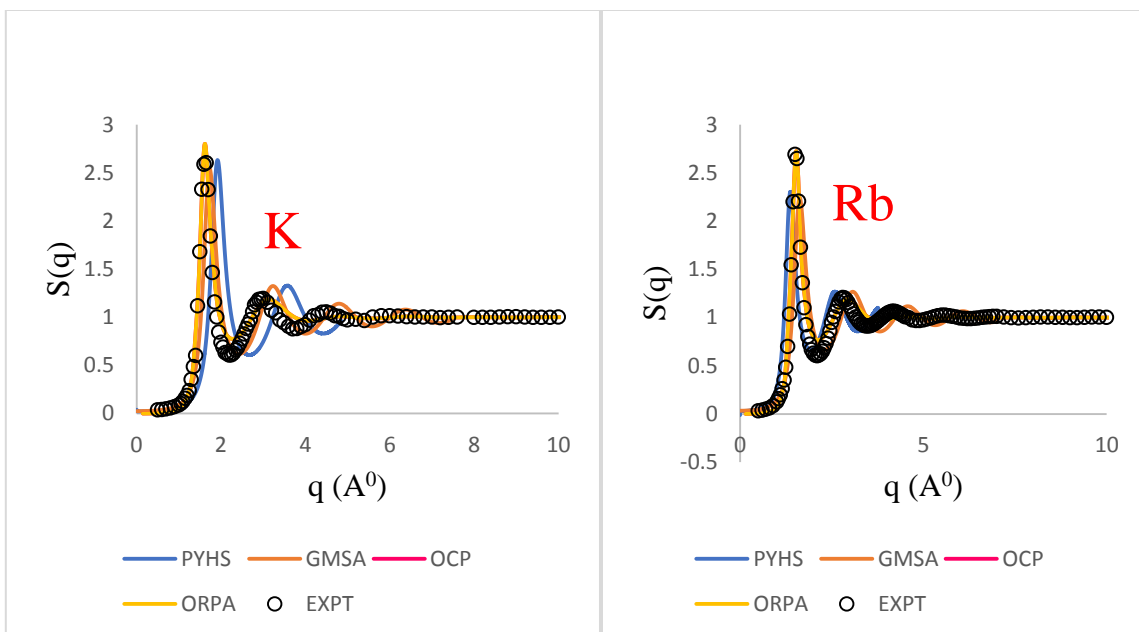 3
2.5
2
1.5
1
0.5
0
S(q)
K
0 2 4 6 8 10
q (A⁰)
PYHS GMSA OCP
ORPA EXPT
3
2.5
2
1.5
1
0.5
0
-0.5
S(q)
Rb
0 5 10
q (A⁰)
PYHS GMSA OCP
ORPA EXPT